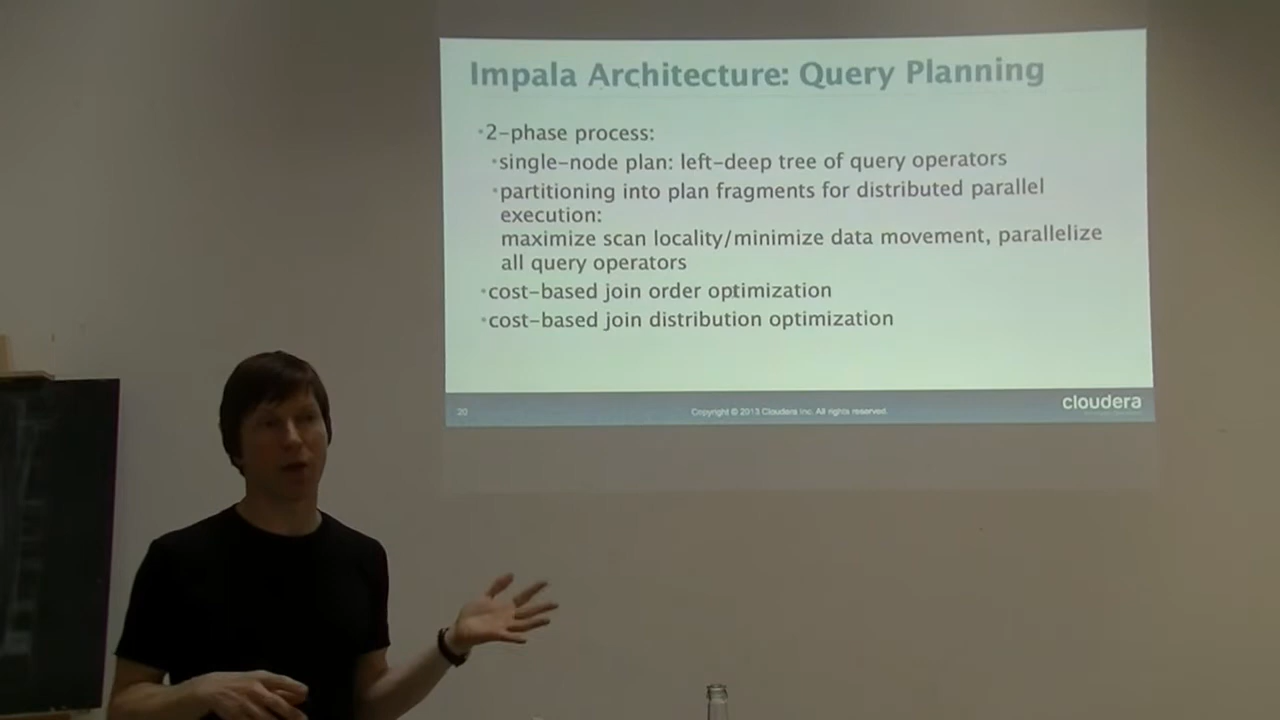 Impala Architecture: Query Planning
•2-phase process:
•single-node plan: left-deep tree of query operators
•partitioning into plan fragments for distributed parallel
execution:
maximize scan locality/minimize data movement, parallelize
all query operators
•cost-based join order optimization
•cost-based join distribution optimization
20
Copyright © 2013 Cloudera Inc. All rights reserved.
cloudera